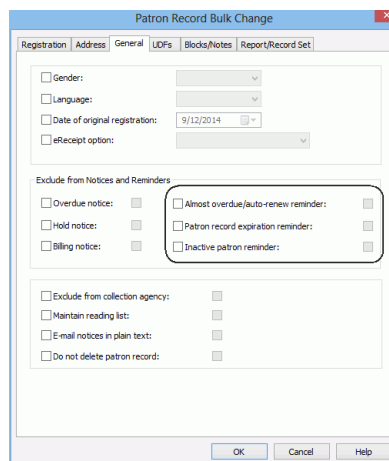 Patron Record Bulk Change
x
Registration Address General UDFs Blocks/Notes Report/Record Set
Gender:
Language:
Date of original registration: 9/12/2014
eReceipt option:
Exclude from Notices and Reminders
Overdue notice: Almost overdue/auto-renew reminder:
Hold notice: Patron record expiration reminder:
Billing notice: Inactive patron reminder:
Exclude from collection agency:
Maintain reading list:
E-mail notices in plain text:
Do not delete patron record:
OK Cancel Help